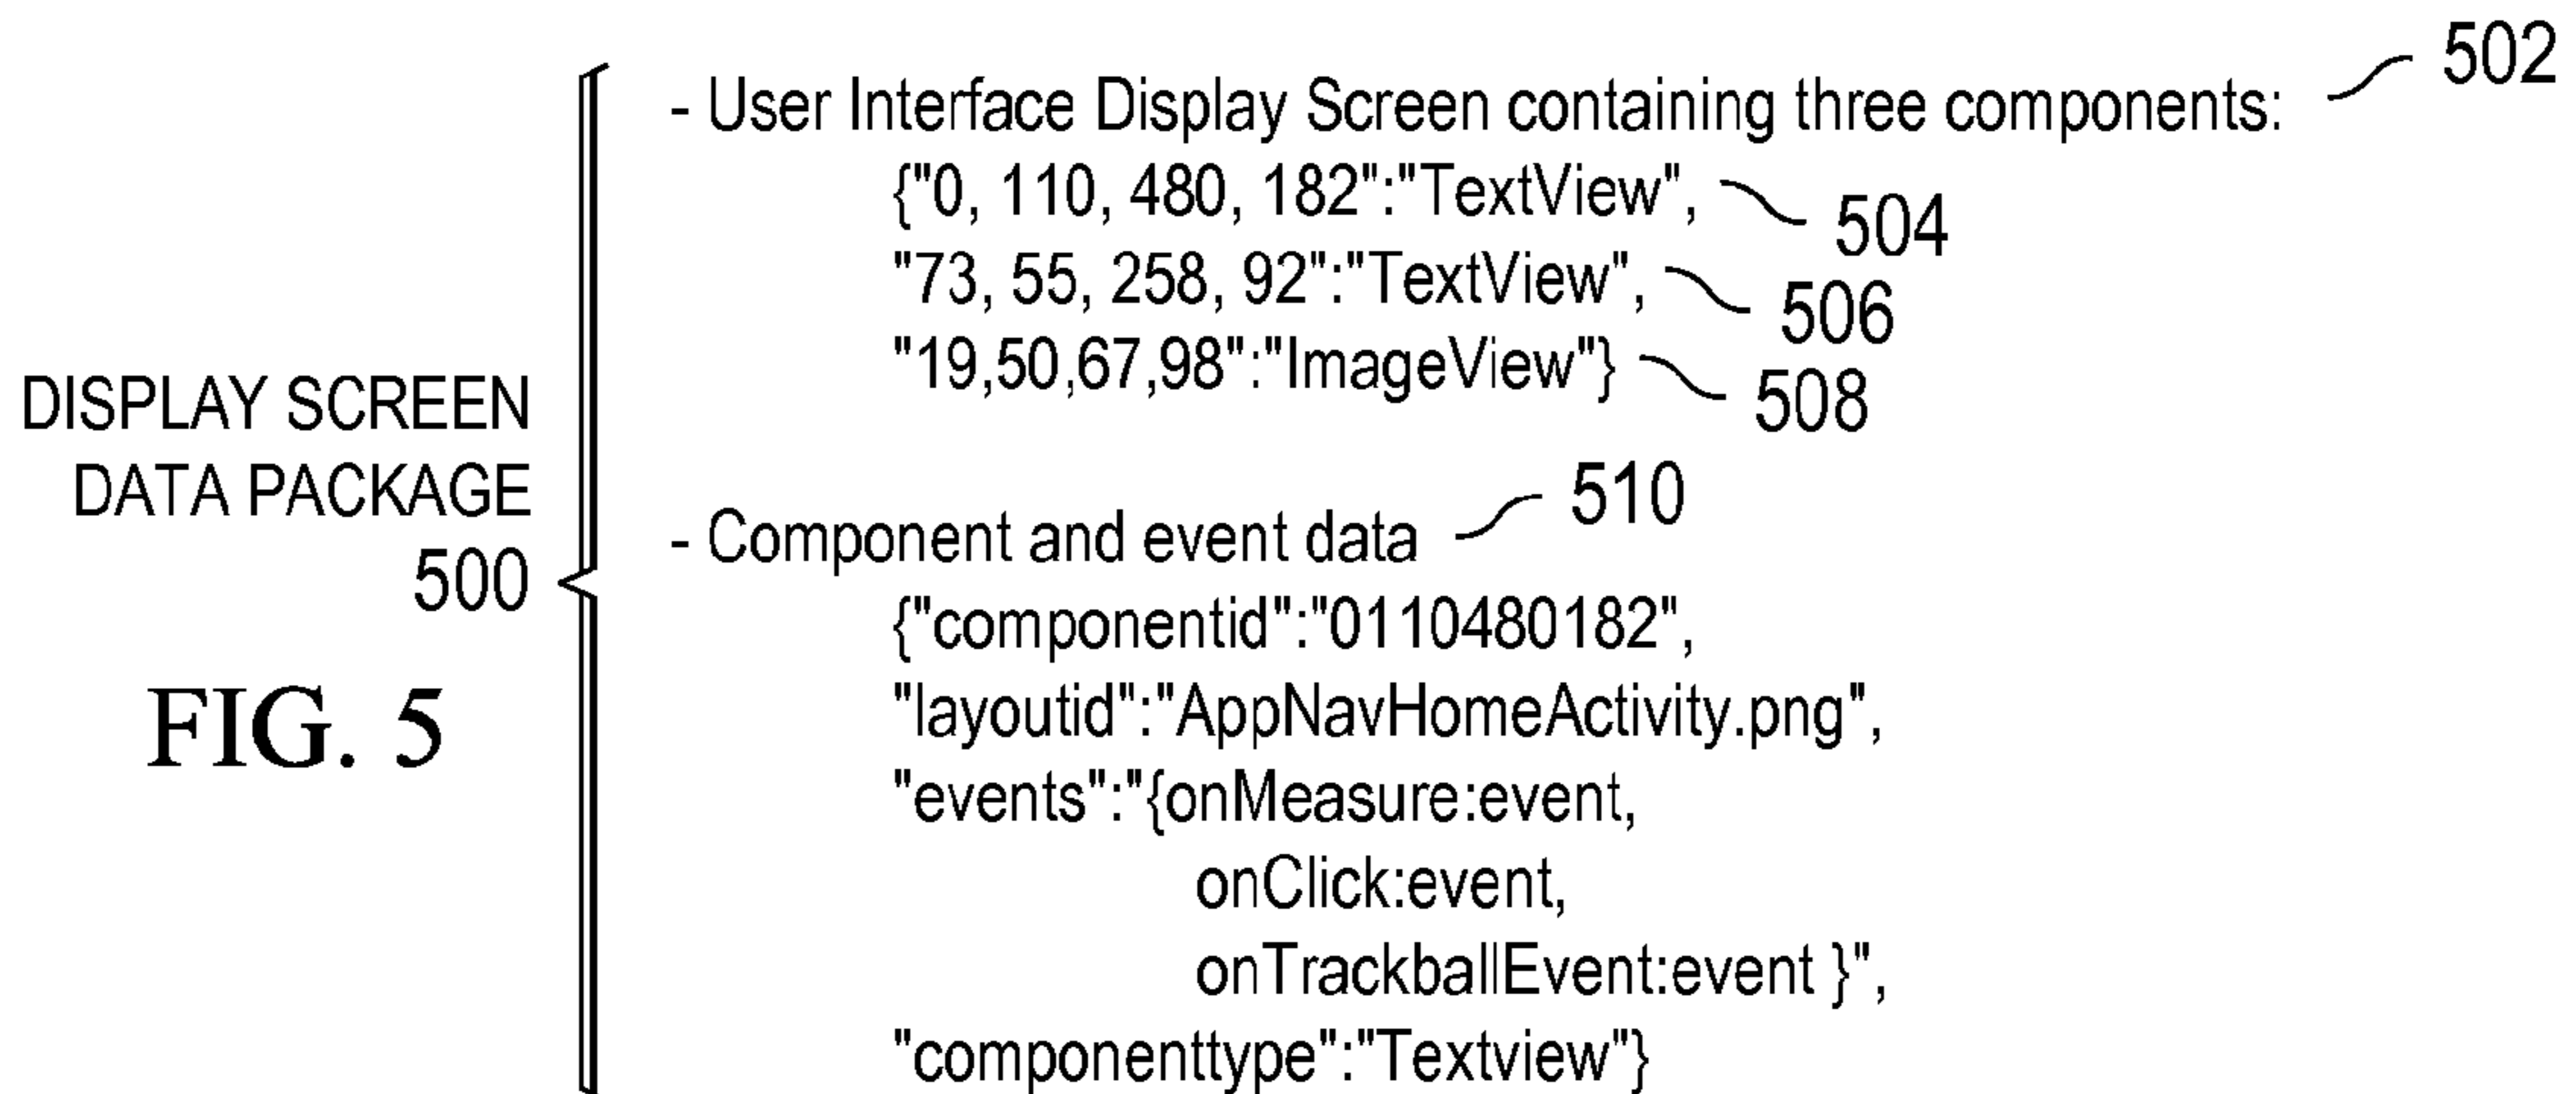 502
- User Interface Display Screen containing three components:
{"0, 110, 480, 182":"TextView",
504
"73, 55, 258, 92":"TextView",
506
"19,50,67,98":"ImageView"}
508
DISPLAY SCREEN
DATA PACKAGE
500
510
- Component and event data
{"componentid":"0110480182",
"layoutid":"AppNavHomeActivity.png",
"events":"{onMeasure:event,
onClick:event,
onTrackballEvent:event }",
"componenttype":"Textview"}
FIG. 5